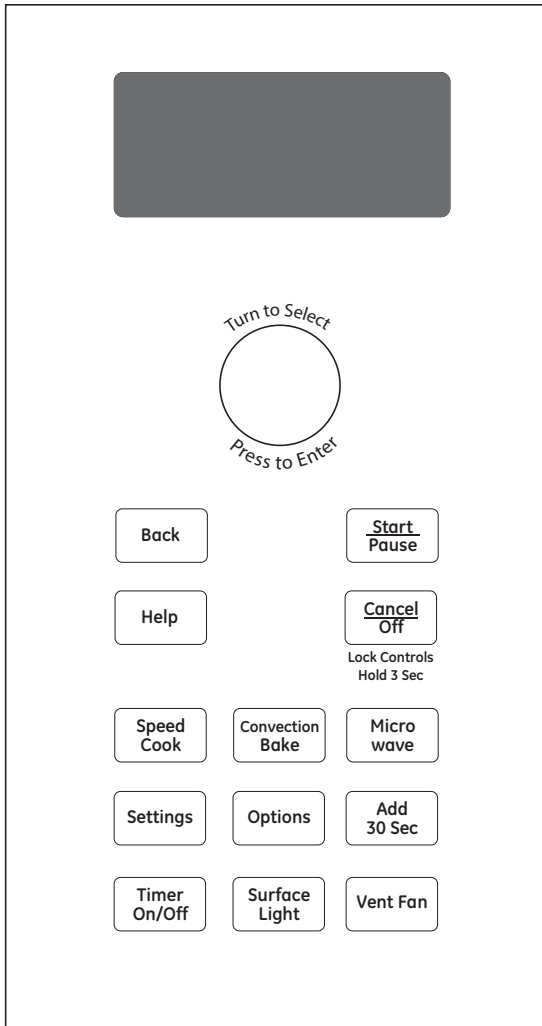 Turn to Select
Press to Enter
Back
Start
Pause
Help
Cancel
Off
Lock Controls
Hold 3 Sec
Speed
Cook
Convection
Bake
Micro
wave
Settings
Options
Add
30 Sec
Timer
On/Off
Surface
Light
Vent Fan